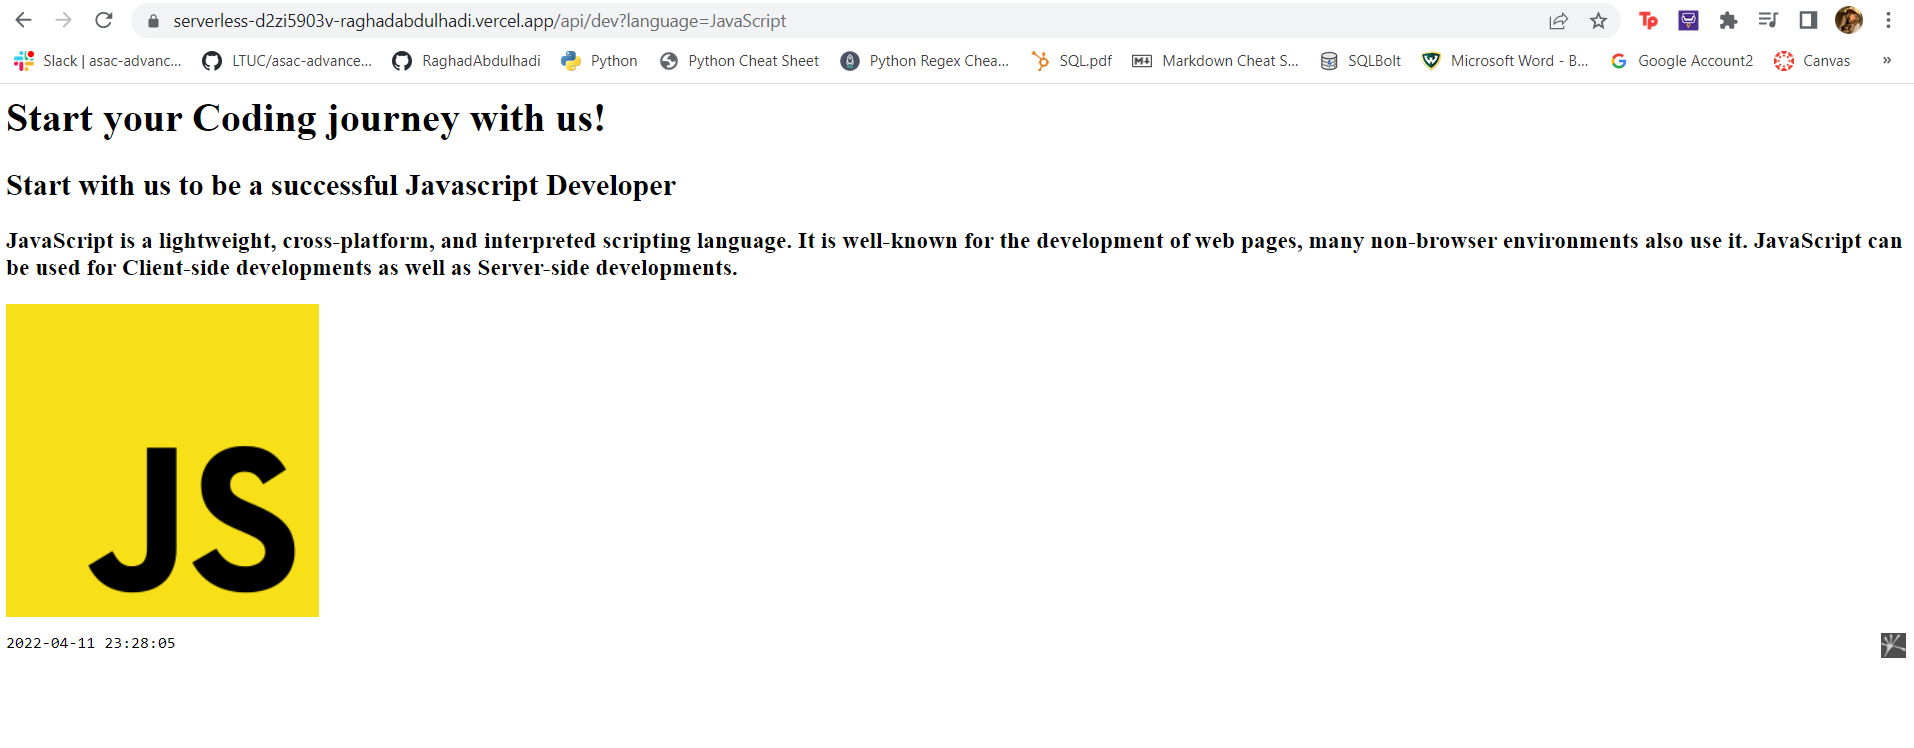 serverless-d2zi5903v-raghadabdulhadi.vercel.app/api/dev?language=JavaScript
Tp
Slack | asac-advanc... LTUC/asac-advance... RaghadAbdulhadi Python Python Cheat Sheet Python Regex Chea... SQL.pdf Markdown Cheat S... SQLBolt Microsoft Word - B... Google Account2 Canvas »
Start your Coding journey with us!
Start with us to be a successful Javascript Developer
JavaScript is a lightweight, cross-platform, and interpreted scripting language. It is well-known for the development of web pages, many non-browser environments also use it. JavaScript can
be used for Client-side developments as well as Server-side developments.
JS
2022-04-11 23:28:05